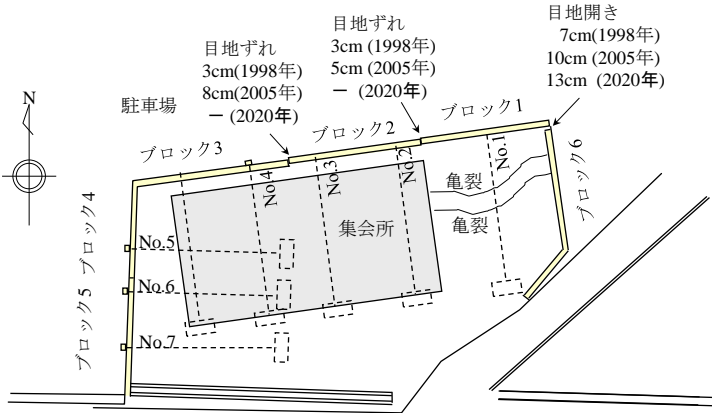 目地開き
7cm(1998年)
10cm (2005年)
13cm (2020年)
目地ずれ
3cm (1998年)
5cm (2005年)
ー (2020年)
目地ずれ
3cm(1998年)
8cm(2005年)
ー (2020年)
N
駐車場
ブロック1
ブロック2
ブロック3
ブロック4
ブロック5
ブロック6
No.1
No.2
No.3
No.4
No.5
No.6
No.7
亀裂
亀裂
集会所